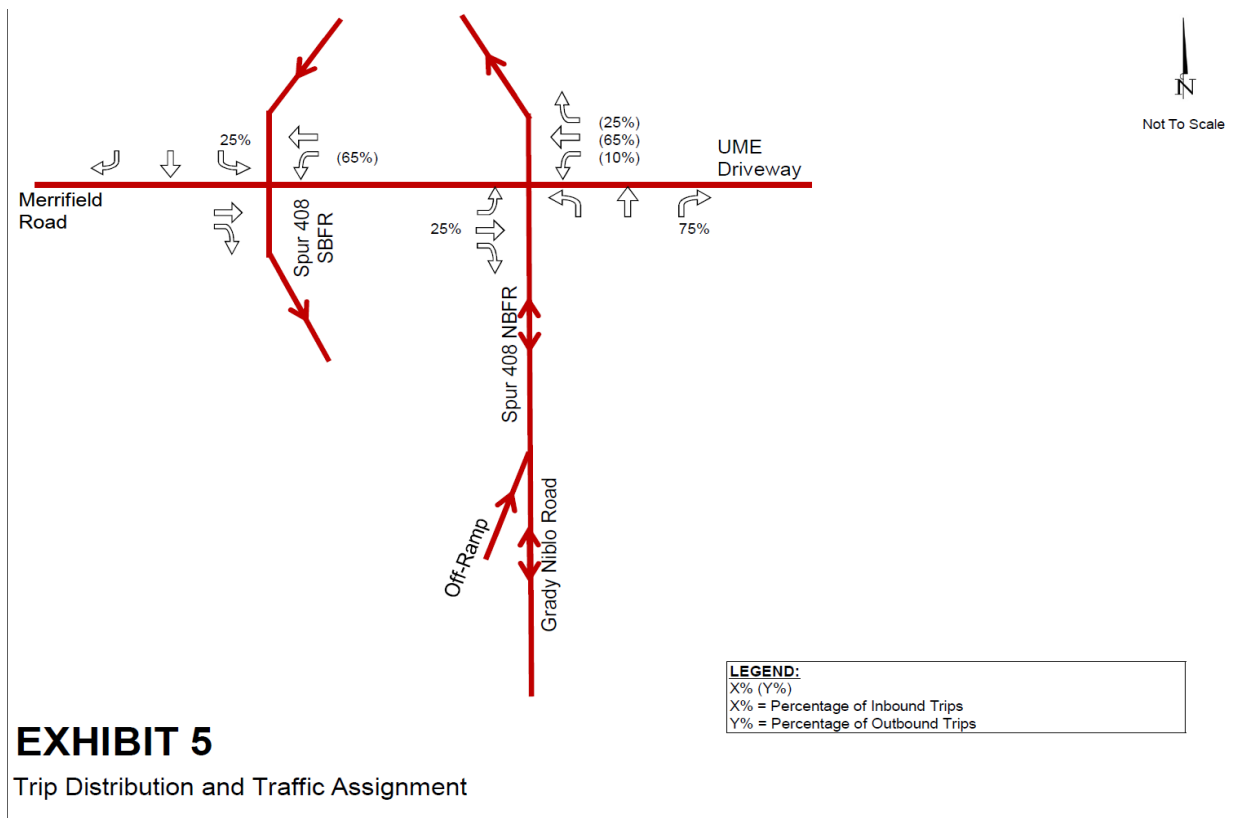 N
Not To Scale
25%
(65%)
(25%)
(65%)
(10%)
UME
Driveway
Merrifield
Road
Spur 408
SBFR
25%
75%
Spur 408 NBFR
Off-Ramp
Grady Niblo Road
LEGEND:
X% (Y%)
X% = Percentage of Inbound Trips
Y% = Percentage of Outbound Trips
EXHIBIT 5
Trip Distribution and Traffic Assignment